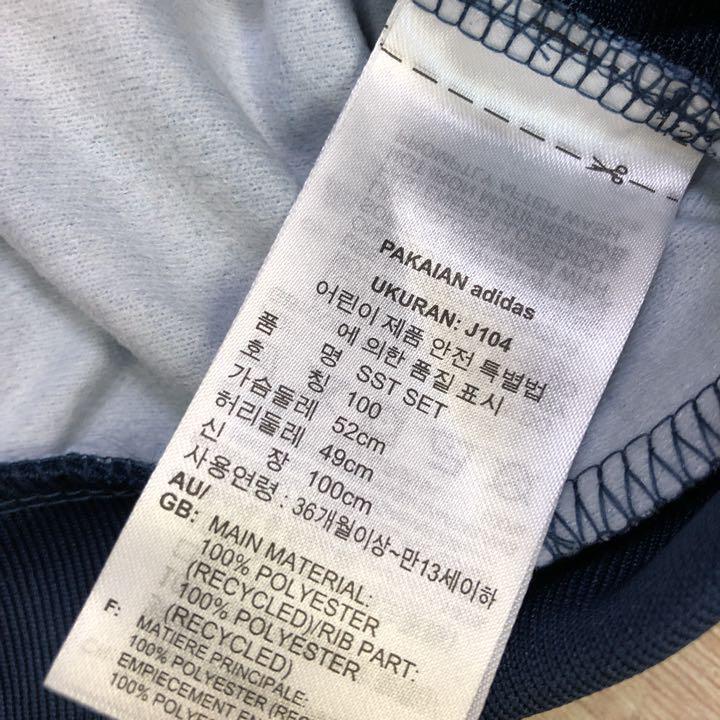 PAKAIAN adidas
UKURAN: J104
어린이 제품 안전 특별법
에 의한 품질 표시
품 명 SST SET
호 칭 100
가슴둘레 52cm
허리둘레 49cm
신 장 100cm
사용연령 : 36개월이상~만13세이하
AU/
GB: MAIN MATERIAL:
100% POLYESTER
(RECYCLED)/RIB PART:
100% POLYESTER
(RECYCLED)
F: MATIERE PRINCIPALE:
100% POLYESTER (REC
EMPIECEMENT EN
100% POLYESTER